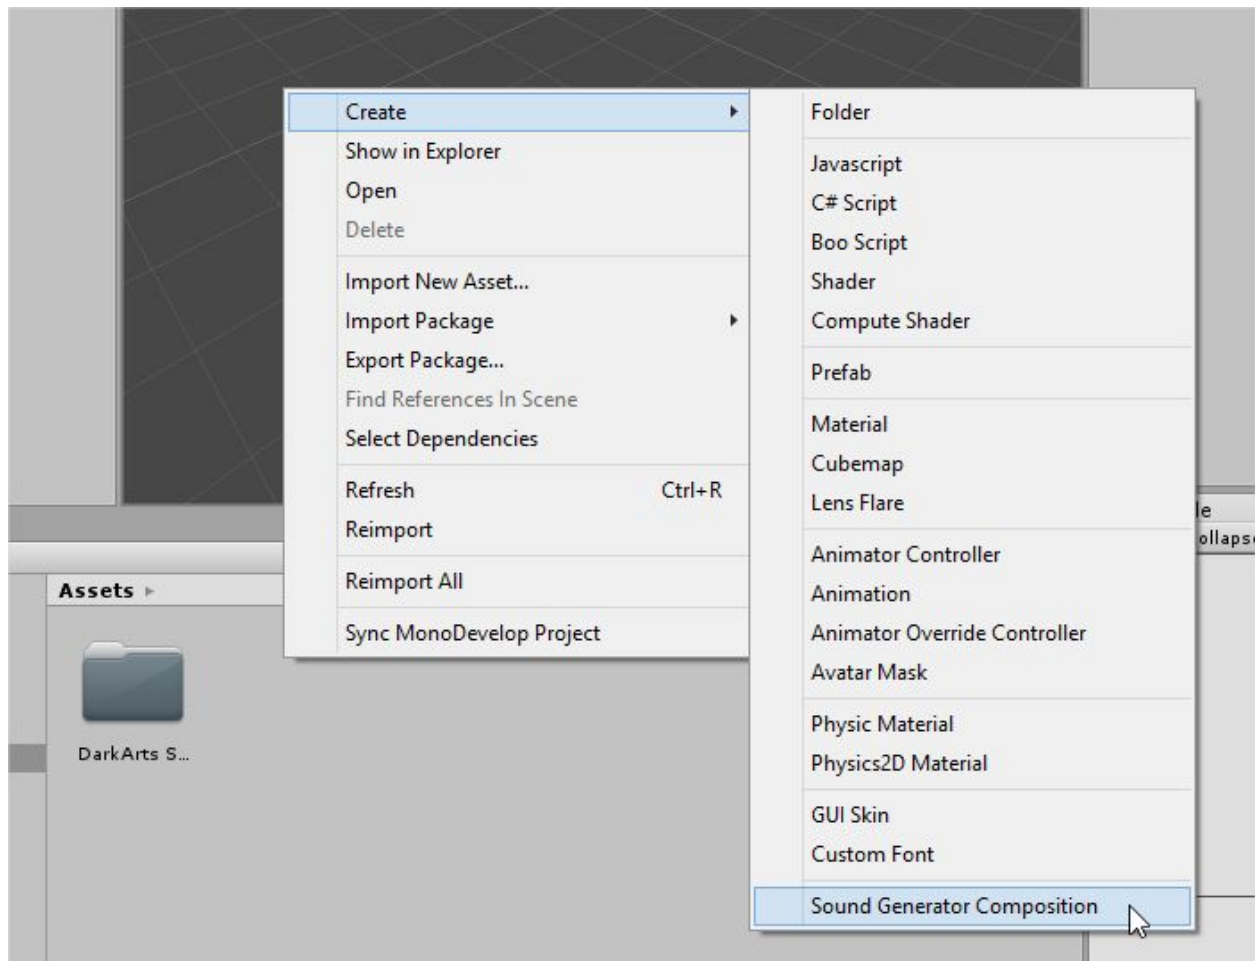 Create
Show in Explorer
Open
Delete
Import New Asset...
Import Package
Export Package...
Find References In Scene
Select Dependencies
Refresh Ctrl+R
Reimport
Reimport All
Sync MonoDevelop Project
Folder
Javascript
C# Script
Boo Script
Shader
Compute Shader
Prefab
Material
Cubemap
Lens Flare
Animator Controller
Animation
Animator Override Controller
Avatar Mask
Physic Material
Physics2D Material
GUI Skin
Custom Font
Sound Generator Composition
le
ollaps
Assets
DarkArts S...